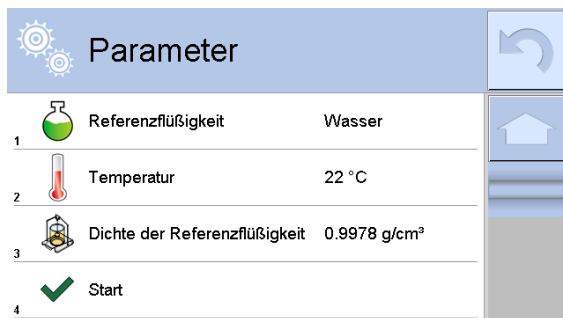 Parameter
1 Referenzflüßigkeit Wasser
2 Temperatur 22 °C
3 Dichte der Referenzflüßigkeit 0.9978 g/cm³
4 Start